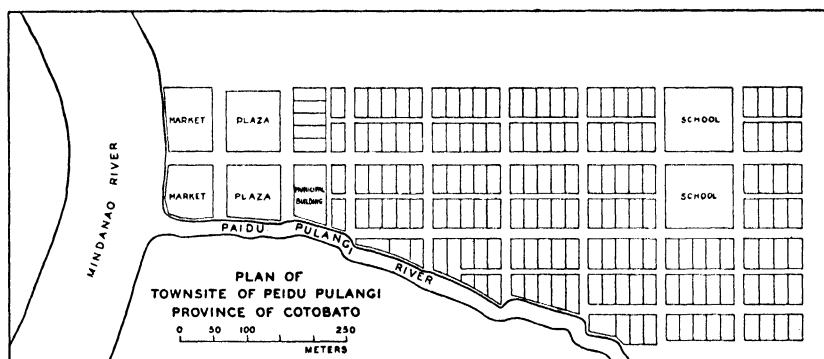 MARKET
PLAZA
SCHOOL
MARKET
PLAZA
MUNICIPAL
BUILDING
SCHOOL
MINDANAO RIVER
PAIDU PULANGI RIVER
PLAN OF
TOWNSITE OF PEIDU PULANGI
PROVINCE OF COTOBATO
0 50 100 250
METERS